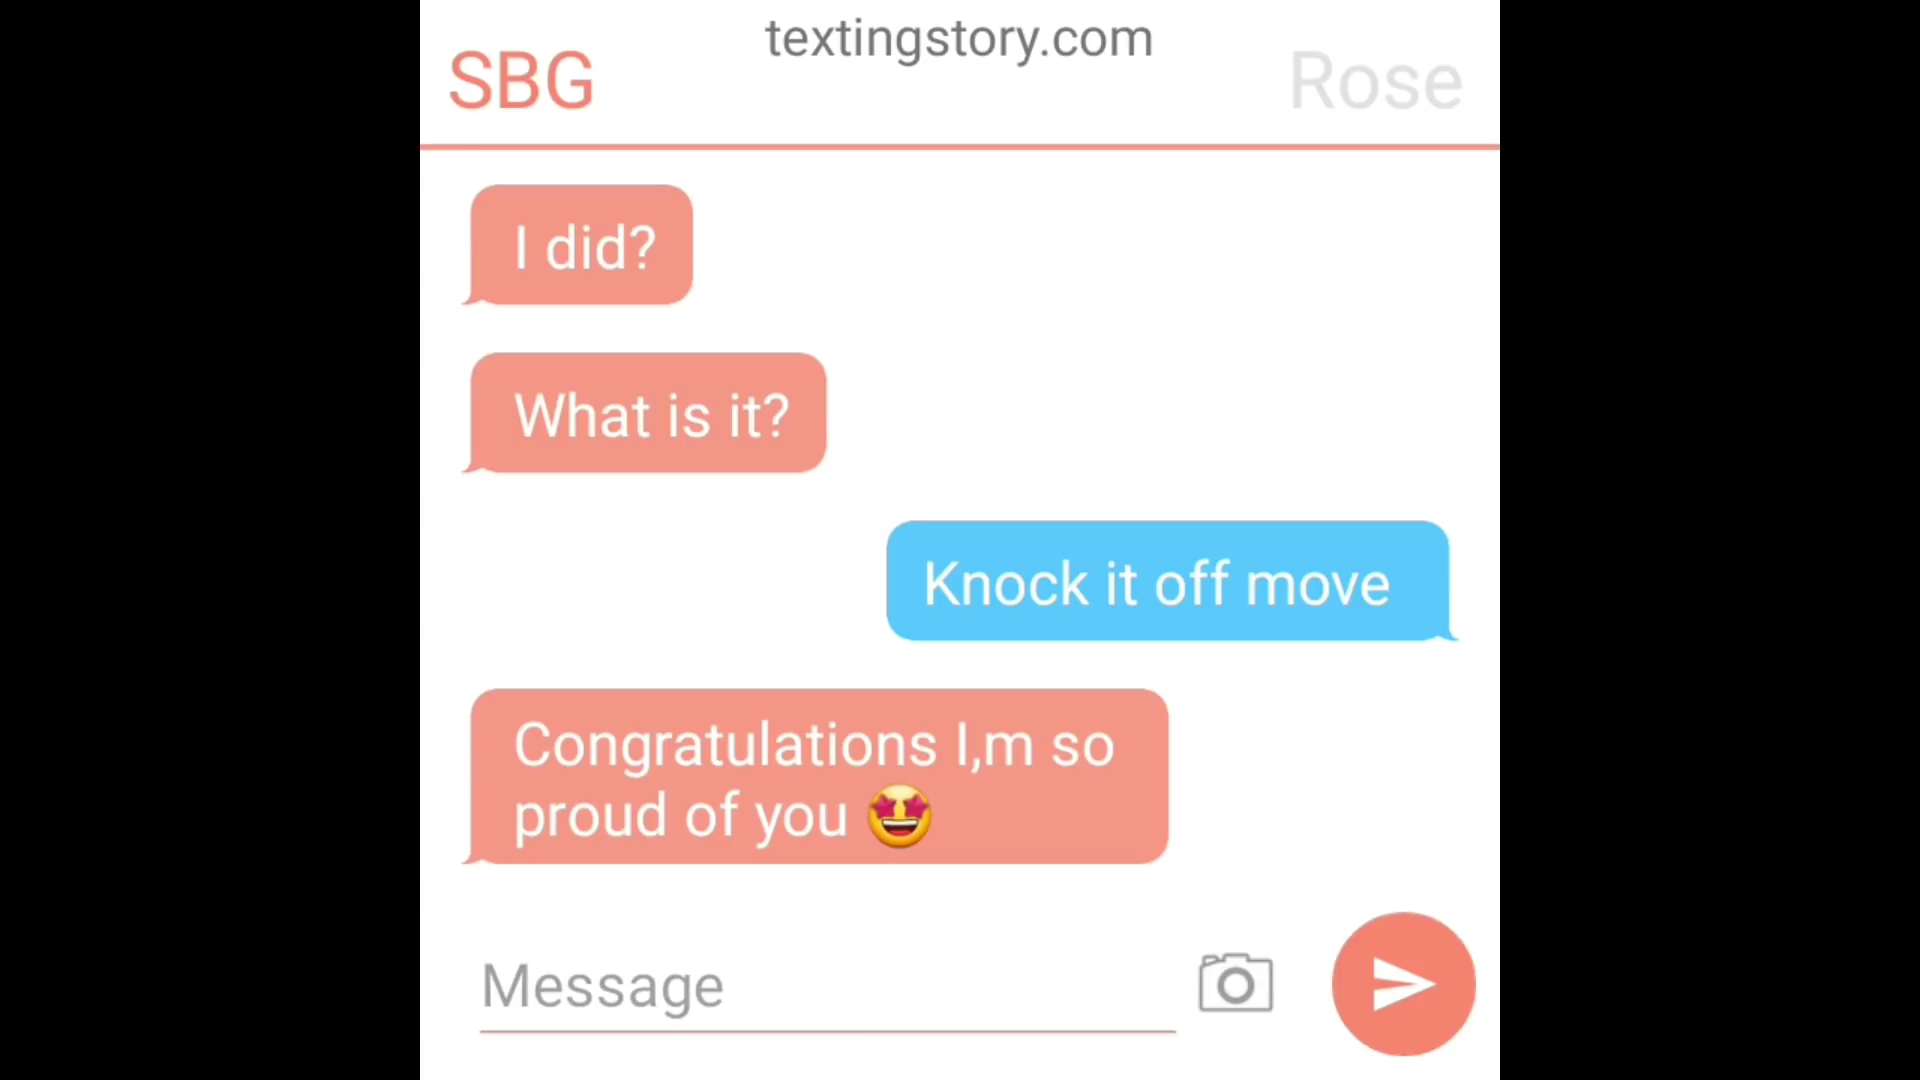 textingstory.com
SBG
Rose
I did?
What is it?
Knock it off move
Congratulations I,m so
proud of you 🤩
Message